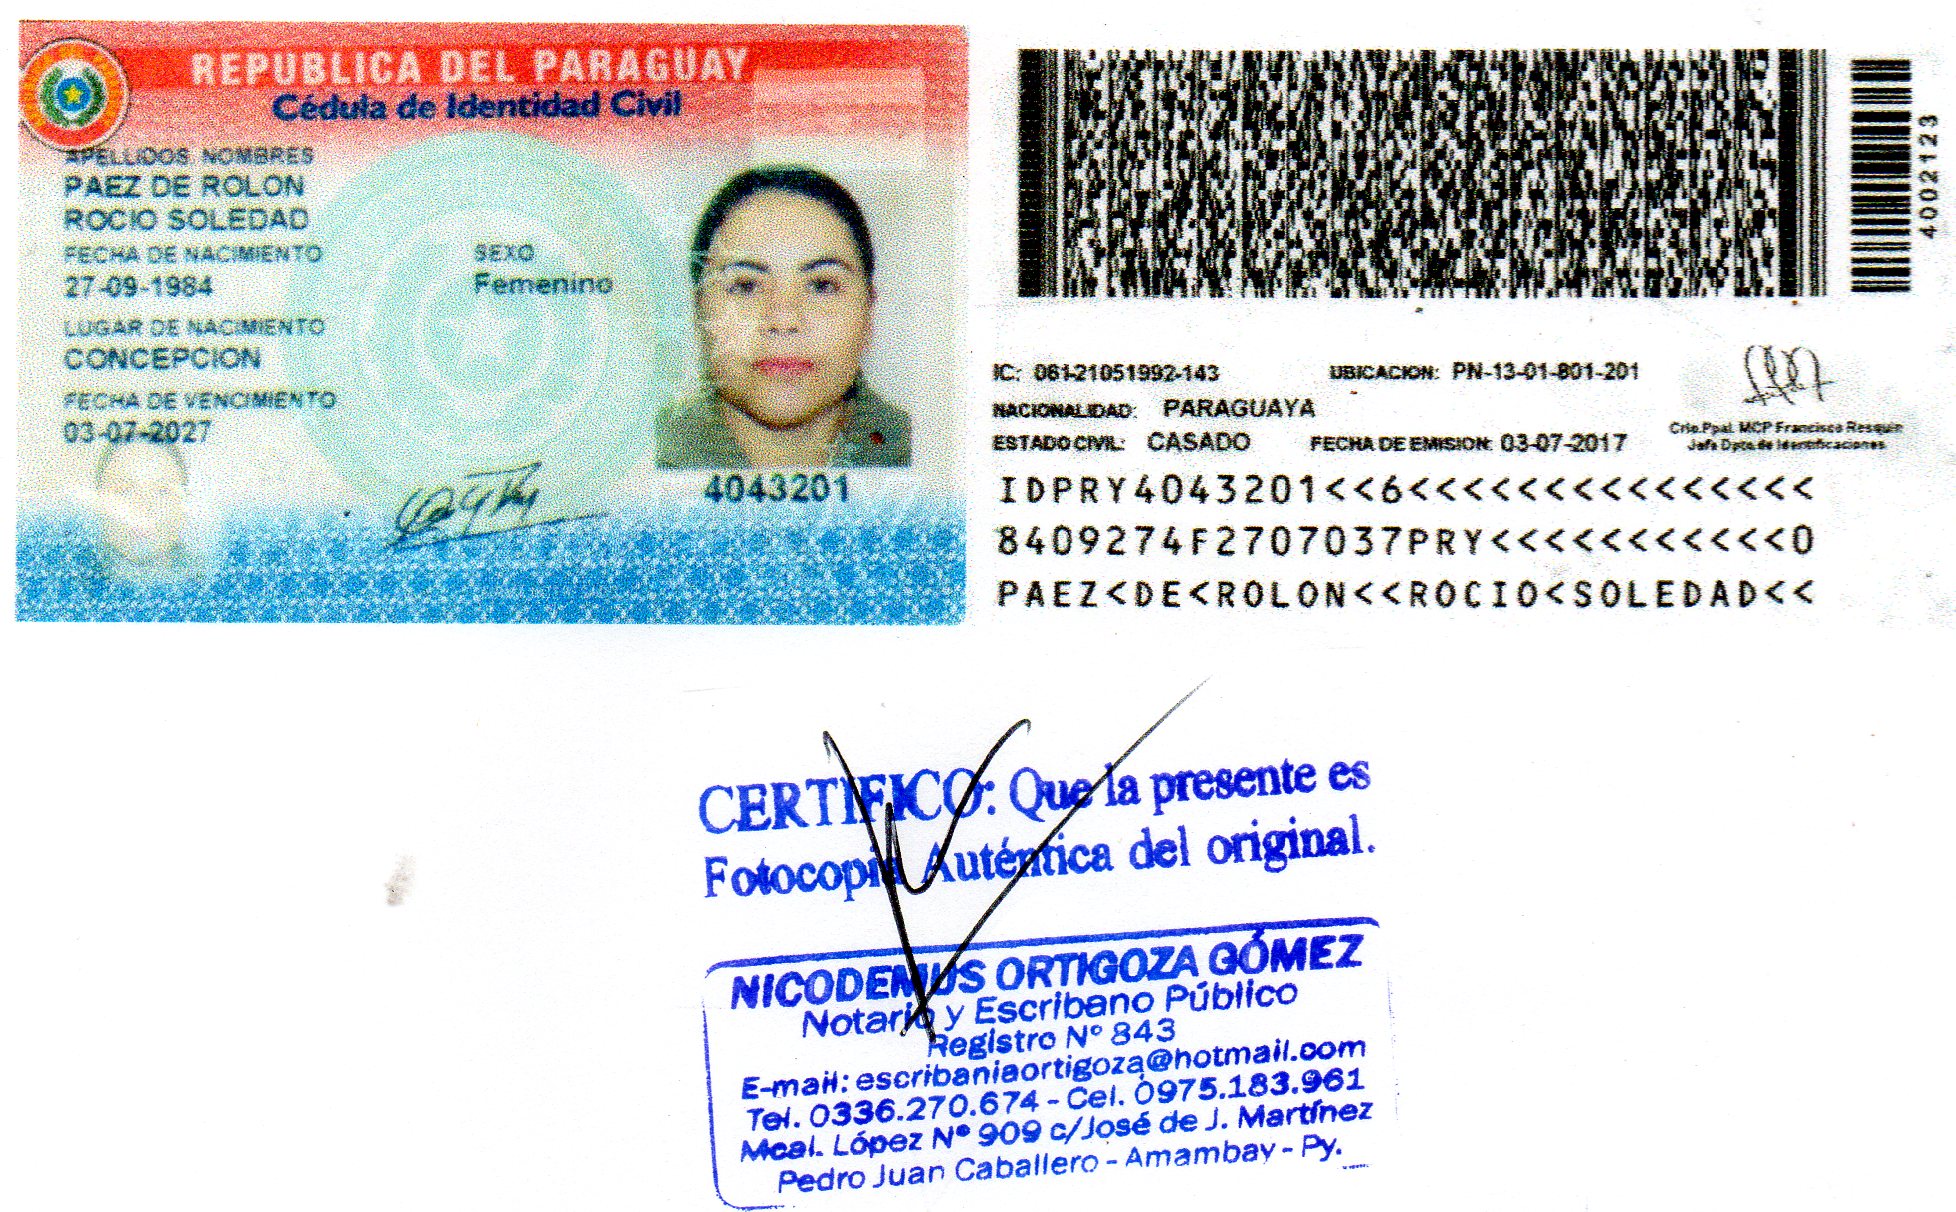 REPUBLICA DEL PARAGUAY
Cédula de Identidad Civil
APELLIDOS NOMBRES
PAEZ DE ROLON
ROCIO SOLEDAD
FECHA DE NACIMIENTO
27-09-1984
SEXO
Femenino
LUGAR DE NACIMIENTO
CONCEPCION
FECHA DE VENCIMIENTO
03-07-2027
4043201
4002123
IC: 061-21051992-143 UBICACION: PN-13-01-801-201
NACIONALIDAD: PARAGUAYA
ESTADO CIVIL: CASADO FECHA DE EMISION: 03-07-2017
Crio.Ppal. MCP Francisco Resquin
Jefe Dpto. de Identificaciones
IDPRY4043201<<6<<<<<<<<<<<<<<<
8409274F2707037PRY<<<<<<<<<<<0
PAEZ<DE<ROLON<<ROCIO<SOLEDAD<<
CERTIFICO: Que la presente es
Fotocopia Auténtica del original.
NICODEMUS ORTIGOZA GÓMEZ
Notario y Escribano Público
Registro N° 843
E-mail: escribaniaortigoza@hotmail.com
Tel. 0336.270.674 - Cel. 0975.183.961
Mcal. López N° 909 c/José de J. Martínez
Pedro Juan Caballero - Amambay - Py.